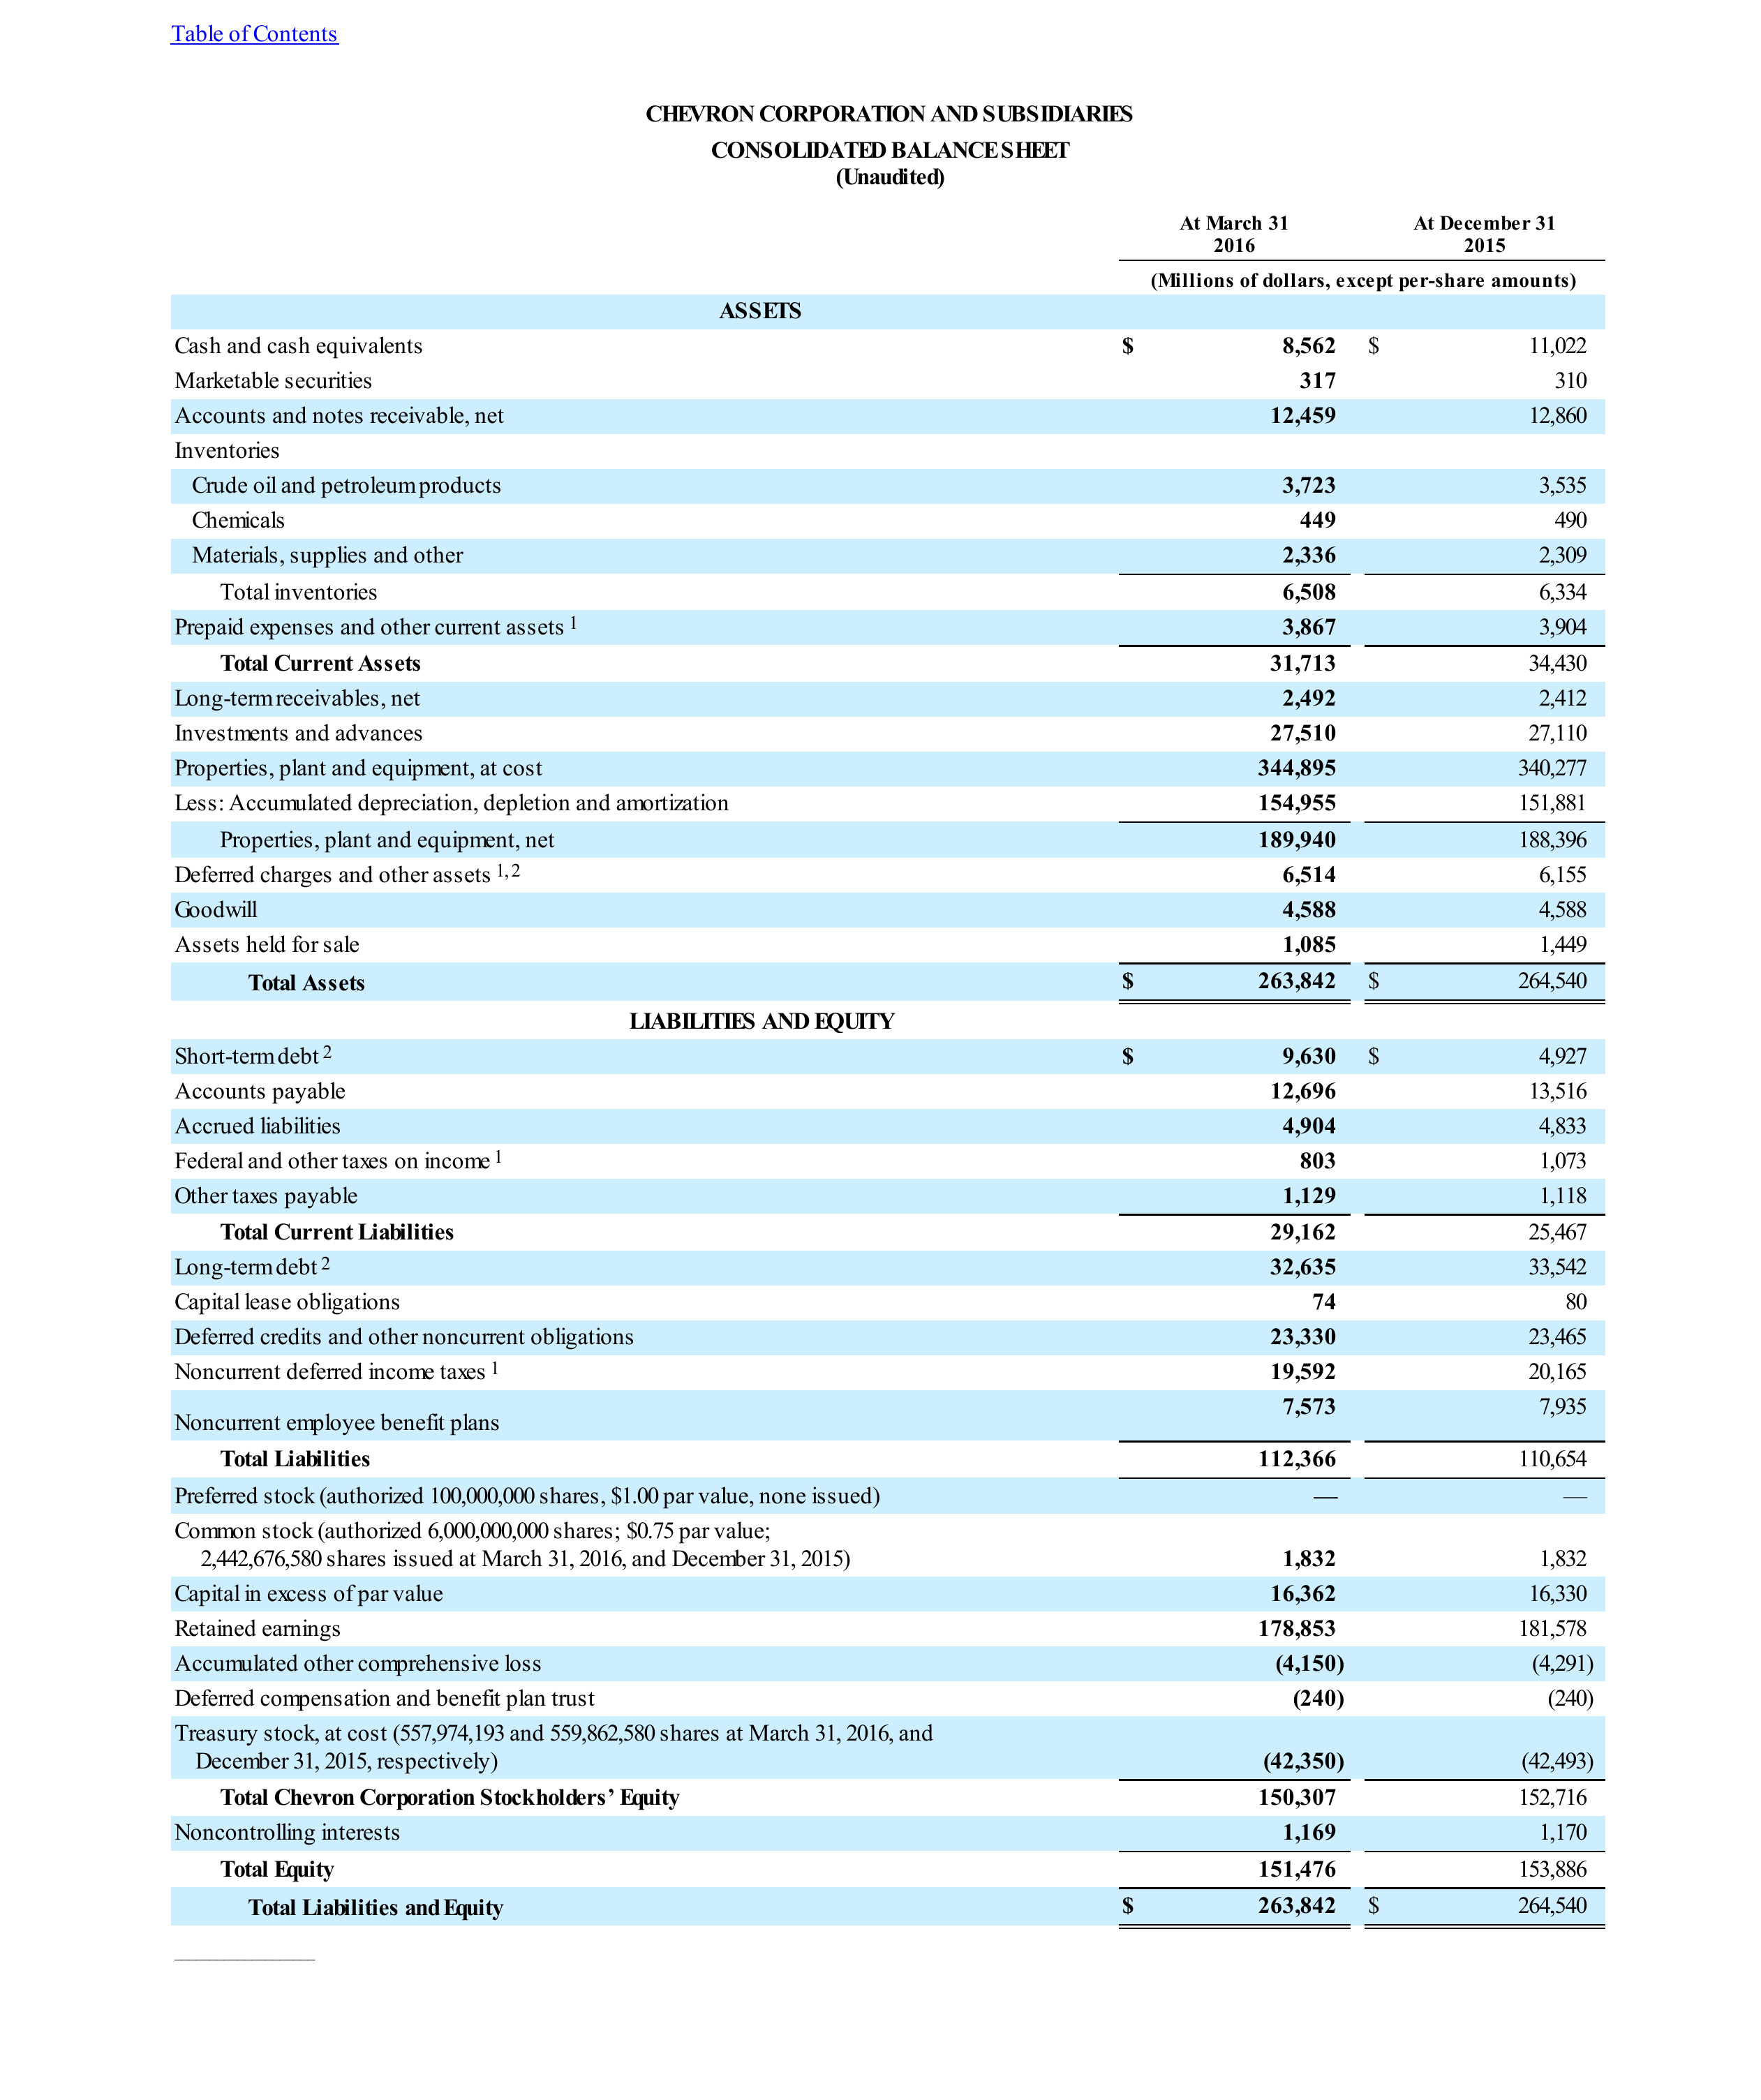 Table of Contents
CHEVRON CORPORATION AND SUBSIDIARIES
CONSOLIDATED BALANCE SHEET
(Unaudited)
At March 31 At December 31
2016 2015
(Millions of dollars, except per-share amounts)
ASSETS
Cash and cash equivalents $ 8,562 $ 11,022
Marketable securities 317 310
Accounts and notes receivable, net 12,459 12,860
Inventories
Crude oil and petroleum products 3,723 3,535
Chemicals 449 490
Materials, supplies and other 2,336 2,309
Total inventories 6,508 6,334
Prepaid expenses and other current assets 1 3,867 3,904
Total Current Assets 31,713 34,430
Long-term receivables, net 2,492 2,412
Investments and advances 27,510 27,110
Properties, plant and equipment, at cost 344,895 340,277
Less: Accumulated depreciation, depletion and amortization 154,955 151,881
Properties, plant and equipment, net 189,940 188,396
Deferred charges and other assets 1,2 6,514 6,155
Goodwill 4,588 4,588
Assets held for sale 1,085 1,449
Total Assets $ 263,842 $ 264,540
LIABILITIES AND EQUITY
Short-term debt 2 $ 9,630 $ 4,927
Accounts payable 12,696 13,516
Accrued liabilities 4,904 4,833
Federal and other taxes on income 1 803 1,073
Other taxes payable 1,129 1,118
Total Current Liabilities 29,162 25,467
Long-term debt 2 32,635 33,542
Capital lease obligations 74 80
Deferred credits and other noncurrent obligations 23,330 23,465
Noncurrent deferred income taxes 1 19,592 20,165
Noncurrent employee benefit plans 7,573 7,935
Total Liabilities 112,366 110,654
Preferred stock (authorized 100,000,000 shares, $1.00 par value, none issued) — —
Common stock (authorized 6,000,000,000 shares; $0.75 par value;
2,442,676,580 shares issued at March 31, 2016, and December 31, 2015) 1,832 1,832
Capital in excess of par value 16,362 16,330
Retained earnings 178,853 181,578
Accumulated other comprehensive loss (4,150) (4,291)
Deferred compensation and benefit plan trust (240) (240)
Treasury stock, at cost (557,974,193 and 559,862,580 shares at March 31, 2016, and
December 31, 2015, respectively) (42,350) (42,493)
Total Chevron Corporation Stockholders’ Equity 150,307 152,716
Noncontrolling interests 1,169 1,170
Total Equity 151,476 153,886
Total Liabilities and Equity $ 263,842 $ 264,540